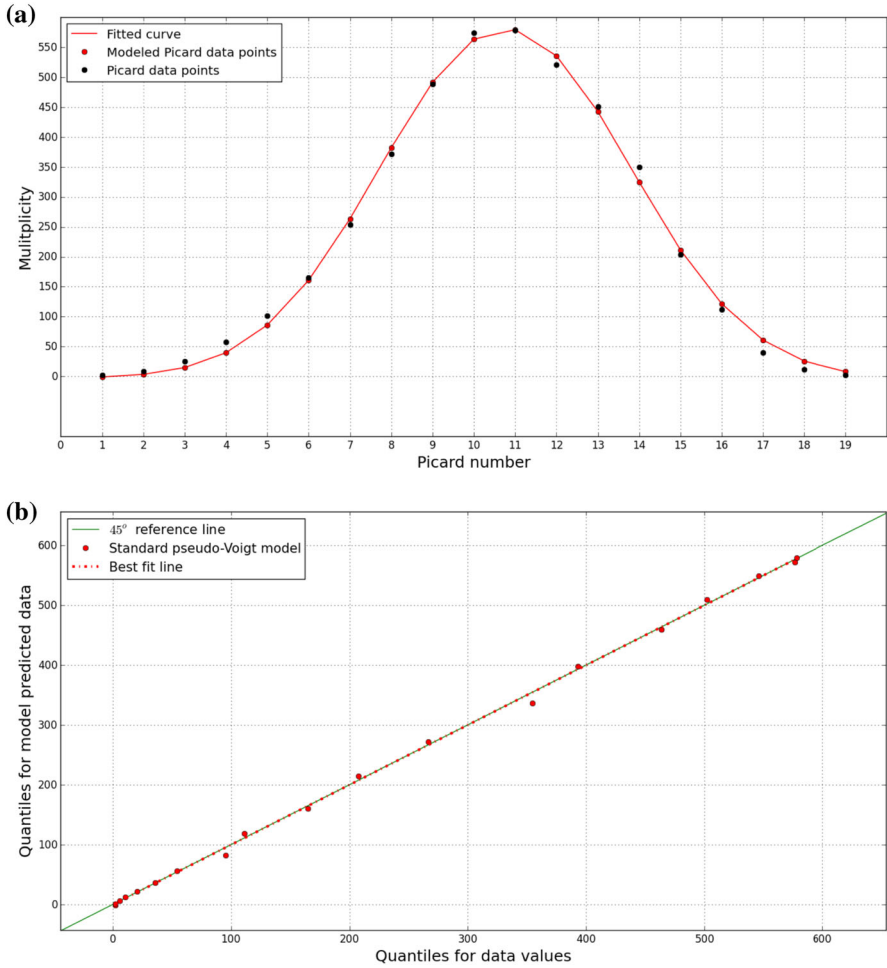 (a)
Fitted curve
Modeled Picard data points
Picard data points
550
500
450
400
350
300
250
200
150
100
50
0
Mulitplicity
0 1 2 3 4 5 6 7 8 9 10 11 12 13 14 15 16 17 18 19
Picard number
(b)
45° reference line
Standard pseudo-Voigt model
Best fit line
600
500
400
300
200
100
0
Quantiles for model predicted data
0 100 200 300 400 500 600
Quantiles for data values